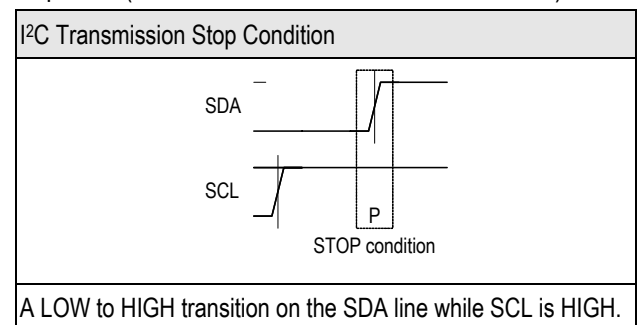 I²C Transmission Stop Condition
SDA
SCL
P
STOP condition
A LOW to HIGH transition on the SDA line while SCL is HIGH.